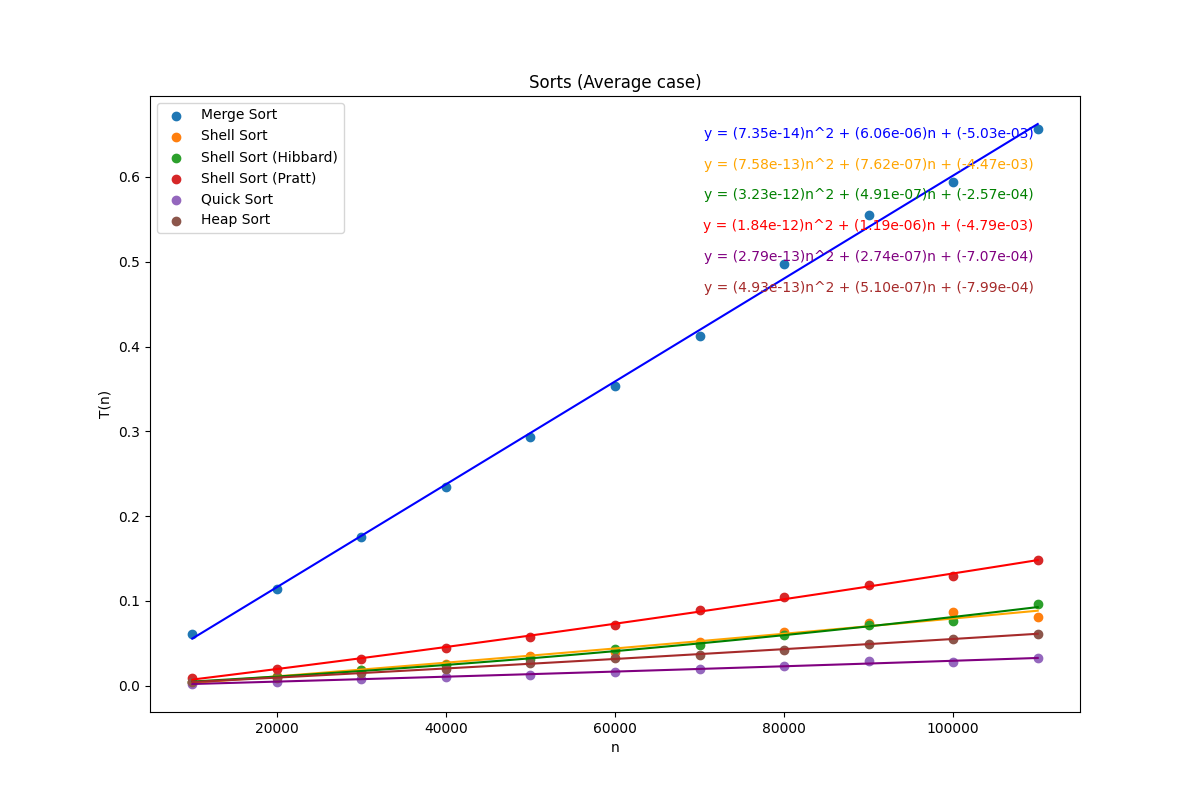 Sorts (Average case)
Merge Sort
Shell Sort
Shell Sort (Hibbard)
Shell Sort (Pratt)
Quick Sort
Heap Sort
y = (7.35e-14)n^2 + (6.06e-06)n + (-5.03e-03)
y = (7.58e-13)n^2 + (7.62e-07)n + (-4.47e-03)
y = (3.23e-12)n^2 + (4.91e-07)n + (-2.57e-04)
y = (1.84e-12)n^2 + (1.19e-06)n + (-4.79e-03)
y = (2.79e-13)n^2 + (2.74e-07)n + (-7.07e-04)
y = (4.93e-13)n^2 + (5.10e-07)n + (-7.99e-04)
0.6
0.5
0.4
0.3
0.2
0.1
0.0
T(n)
20000
40000
60000
80000
100000
n